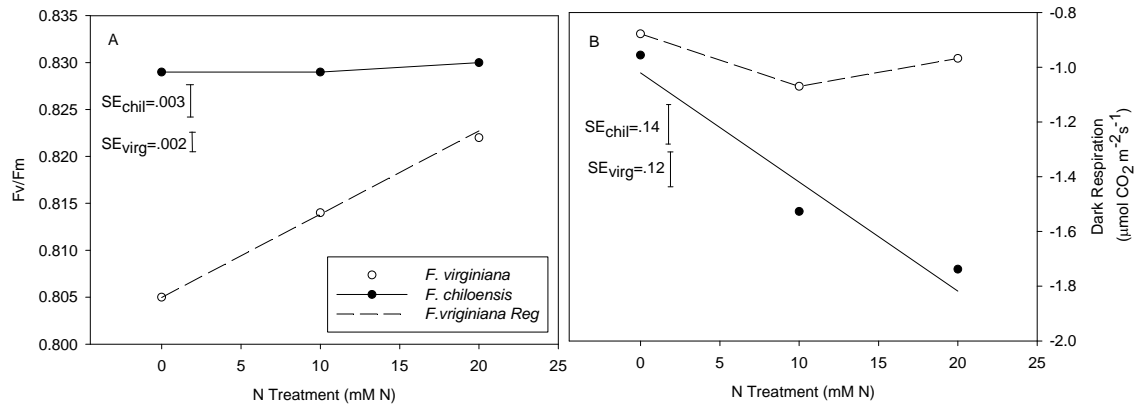 A
0.835
0.830
0.825
0.820
0.814
0.810
0.805
0.800
Fv/Fm
SEchil=.003
SEvirg=.002
F. virginiana
F. chiloensis
F.vriginiana Reg
0 5 10 15 20 25
N Treatment (mM N)
B
SEchil=.14
SEvirg=.12
-0.8
-1.0
-1.2
-1.4
-1.6
-1.8
-2.0
Dark Respiration
(µmol CO2 m-2s-1)
0 5 10 15 20 25
N Treatment (mM N)